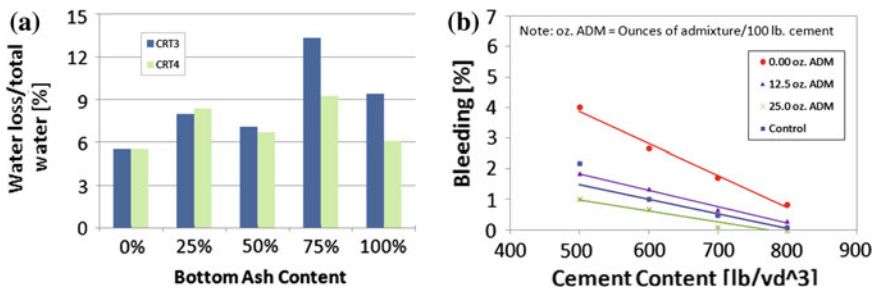 (a)
Water loss/total
water [%]
15
12
9
6
3
0
CRT3
CRT4
0% 25% 50% 75% 100%
Bottom Ash Content
(b)
Bleeding [%]
7
6
5
4
3
2
1
0
Note: oz. ADM = Ounces of admixture/100 lb. cement
0.00 oz. ADM
12.5 oz. ADM
25.0 oz. ADM
Control
400 500 600 700 800 900
Cement Content [lb/yd^3]